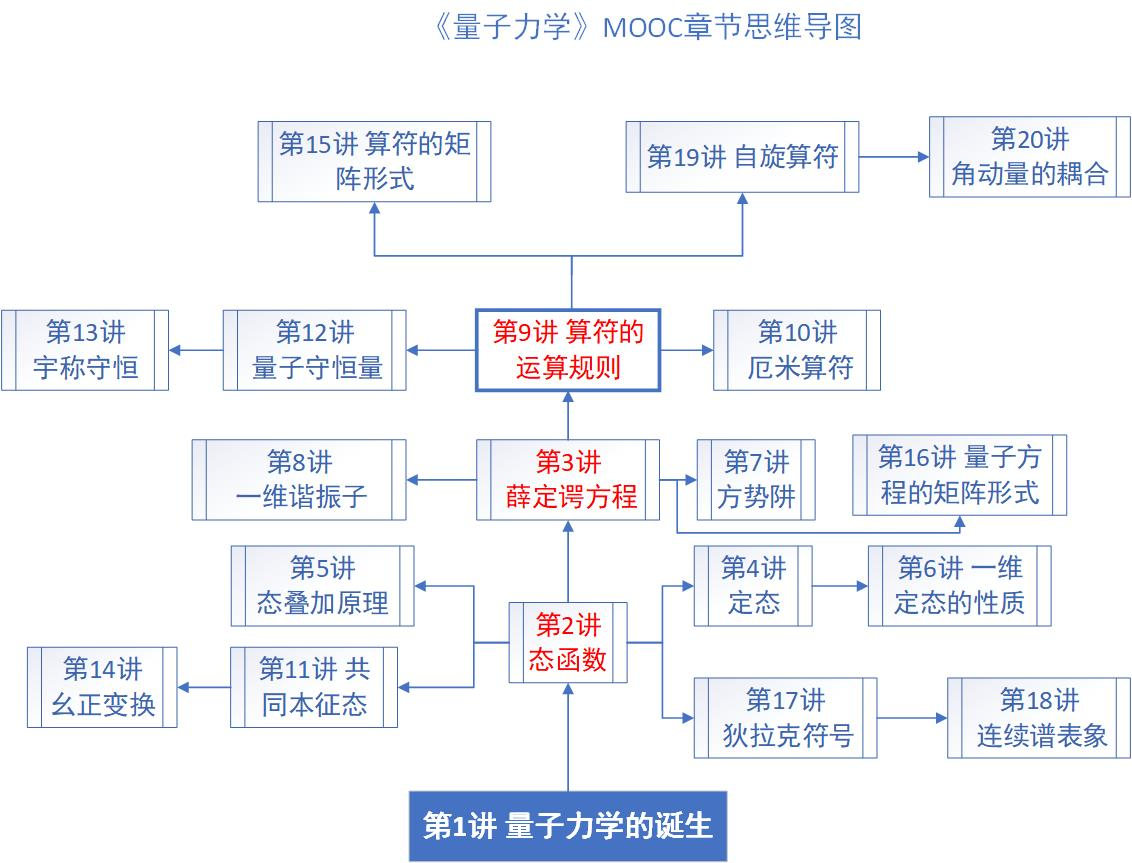 《量子力学》MOOC章节思维导图
第15讲 算符的矩
阵形式
第19讲 自旋算符
第20讲
角动量的耦合
第13讲
宇称守恒
第12讲
量子守恒量
第9讲 算符的
运算规则
第10讲
厄米算符
第8讲
一维谐振子
第3讲
薛定谔方程
第7讲
方势阱
第16讲 量子方
程的矩阵形式
第5讲
态叠加原理
第2讲
态函数
第4讲
定态
第6讲 一维
定态的性质
第14讲
幺正变换
第11讲 共
同本征态
第17讲
狄拉克符号
第18讲
连续谱表象
第1讲 量子力学的诞生